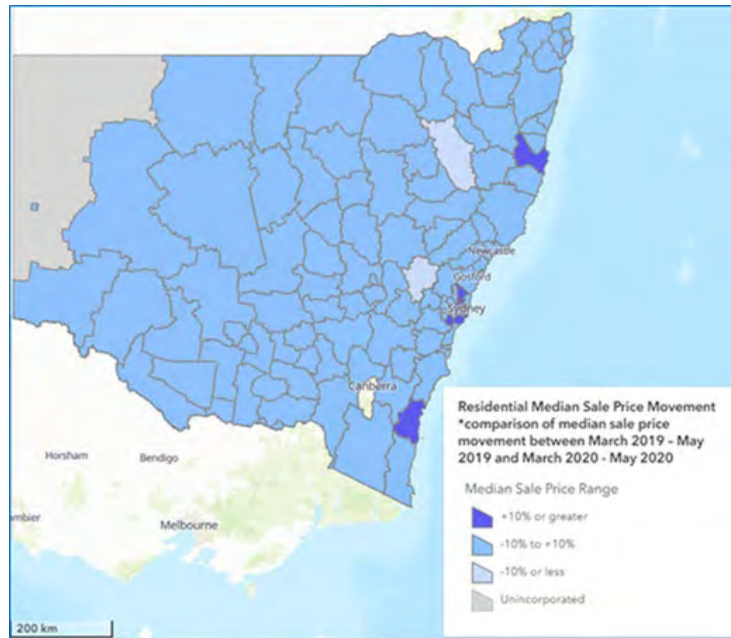 Newcastle
Gosford
Sydney
Canberra
Residential Median Sale Price Movement
*comparison of median sale price
movement between March 2019 – May
2019 and March 2020 - May 2020
Horsham
Bendigo
Median Sale Price Range
+10% or greater
ambier
Melbourne
-10% to +10%
-10% or less
Unincorporated
200 km